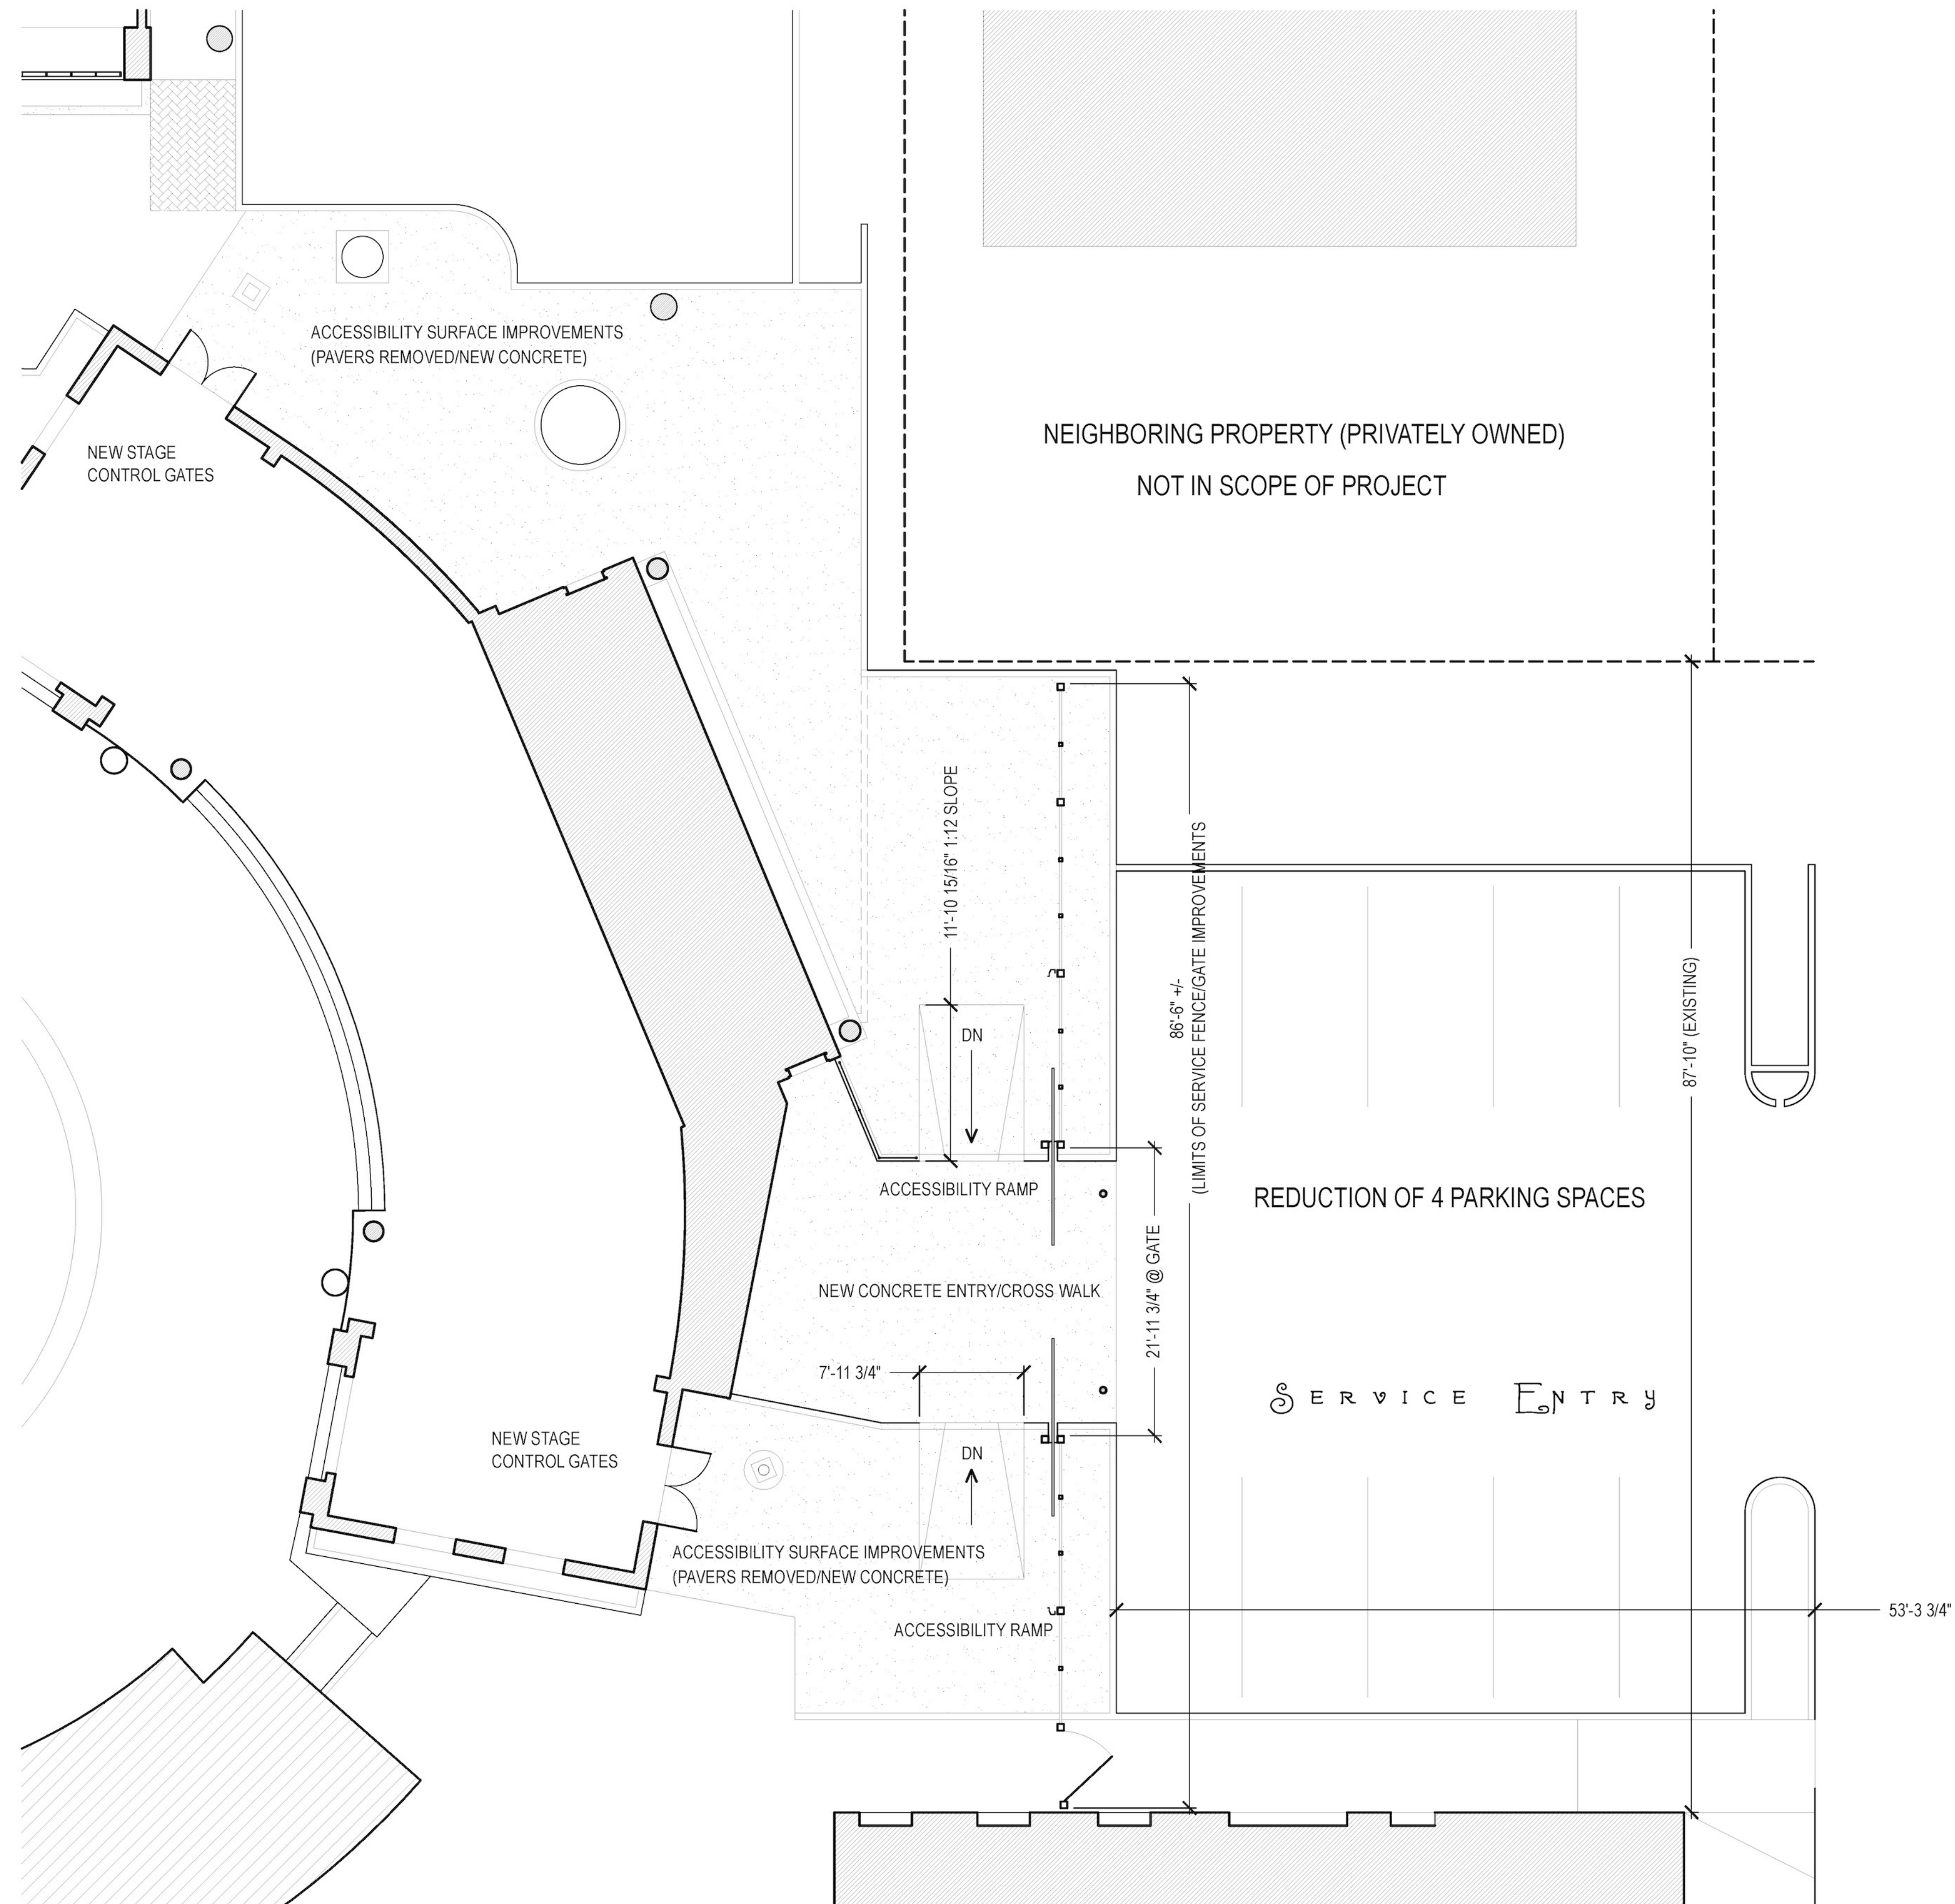 ACCESSIBILITY SURFACE IMPROVEMENTS
(PAVERS REMOVED/NEW CONCRETE)
NEW STAGE
CONTROL GATES
NEIGHBORING PROPERTY (PRIVATELY OWNED)
NOT IN SCOPE OF PROJECT
11'-10 15/16" 1:12 SLOPE
86'-6" +/-
(LIMITS OF SERVICE FENCE/GATE IMPROVEMENTS
87'-10" (EXISTING)
DN
ACCESSIBILITY RAMP
REDUCTION OF 4 PARKING SPACES
21'-11 3/4" @ GATE
NEW CONCRETE ENTRY/CROSS WALK
7'-11 3/4"
SERVICE ENTRY
NEW STAGE
CONTROL GATES
DN
ACCESSIBILITY SURFACE IMPROVEMENTS
(PAVERS REMOVED/NEW CONCRETE)
ACCESSIBILITY RAMP
53'-3 3/4"